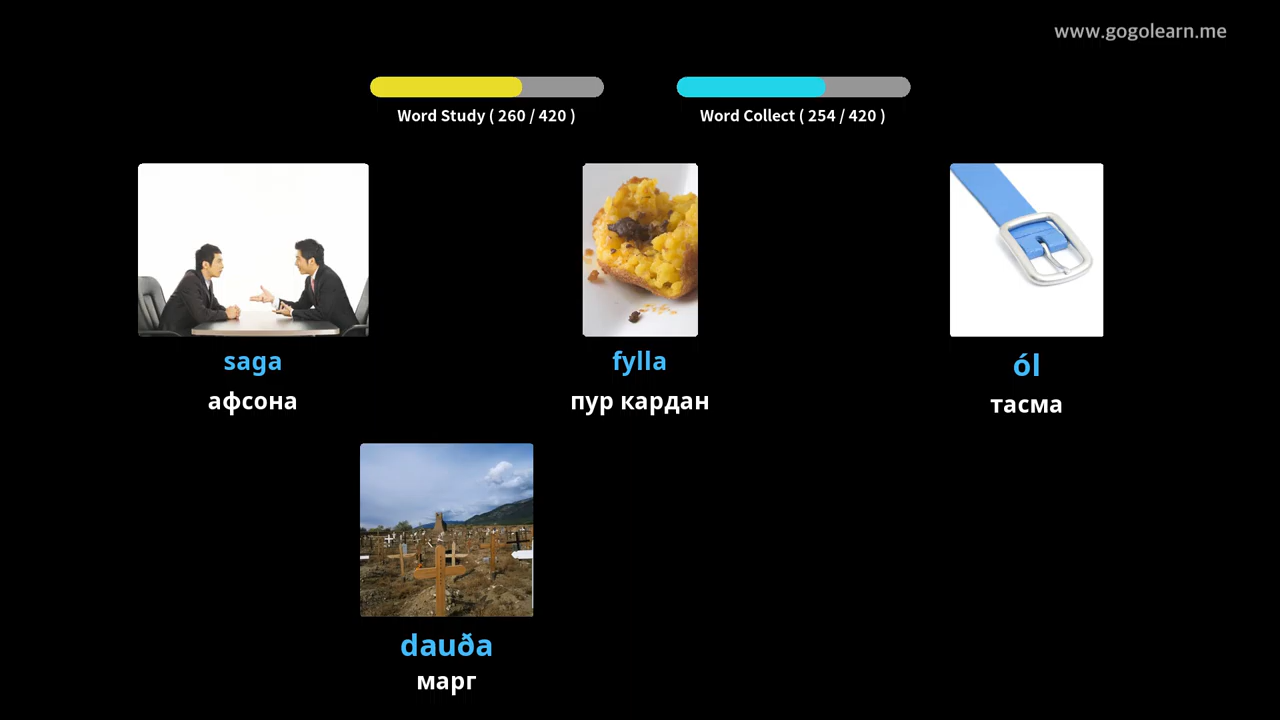 www.gogolearn.me
Word Study ( 260 / 420 )
Word Collect ( 254 / 420 )
saga
афсона
fylla
пур кардан
ól
тасма
dauða
марг